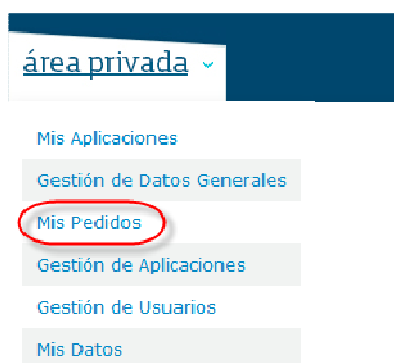 área privada
Mis Aplicaciones
Gestión de Datos Generales
Mis Pedidos
Gestión de Aplicaciones
Gestión de Usuarios
Mis Datos